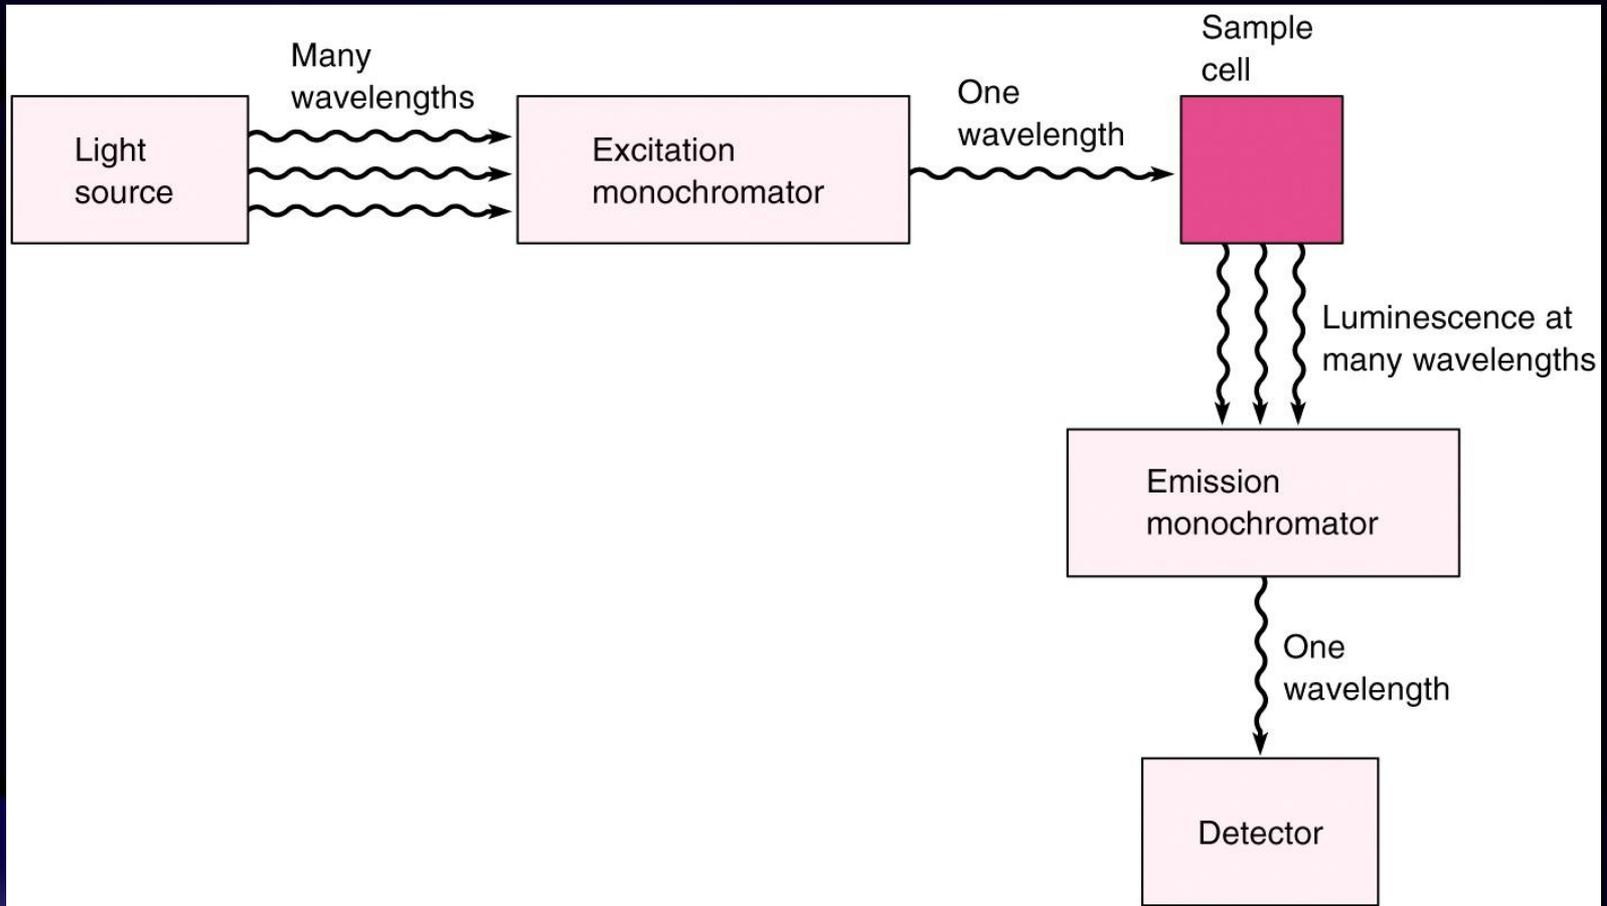 Light
source
Many
wavelengths
Excitation
monochromator
One
wavelength
Sample
cell
Luminescence at
many wavelengths
Emission
monochromator
One
wavelength
Detector